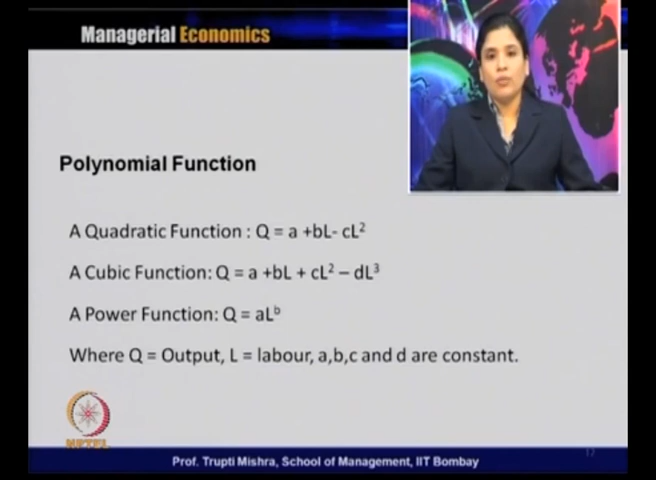 Managerial Economics
Polynomial Function
A Quadratic Function : Q = a +bL- cL²
A Cubic Function: Q = a +bL + cL² – dL³
A Power Function: Q = aLᵇ
Where Q = Output, L = labour, a,b,c and d are constant.
NPTEL
17
Prof. Trupti Mishra, School of Management, IIT Bombay